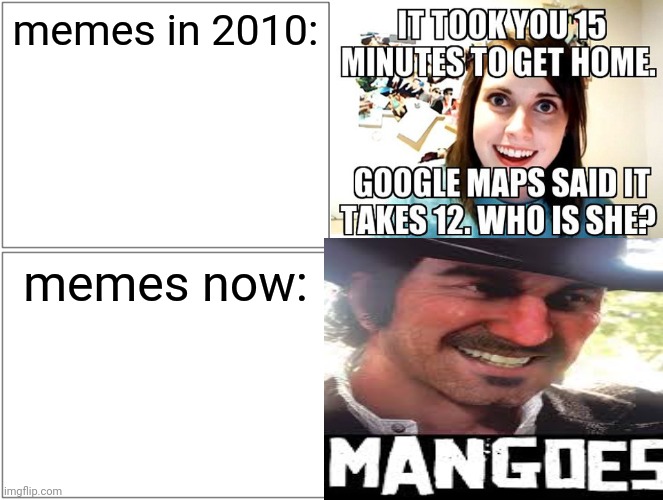 memes in 2010:
IT TOOK YOU 15
MINUTES TO GET HOME.
GOOGLE MAPS SAID IT
TAKES 12. WHO IS SHE?
memes now:
MANGOES
imgflip.com